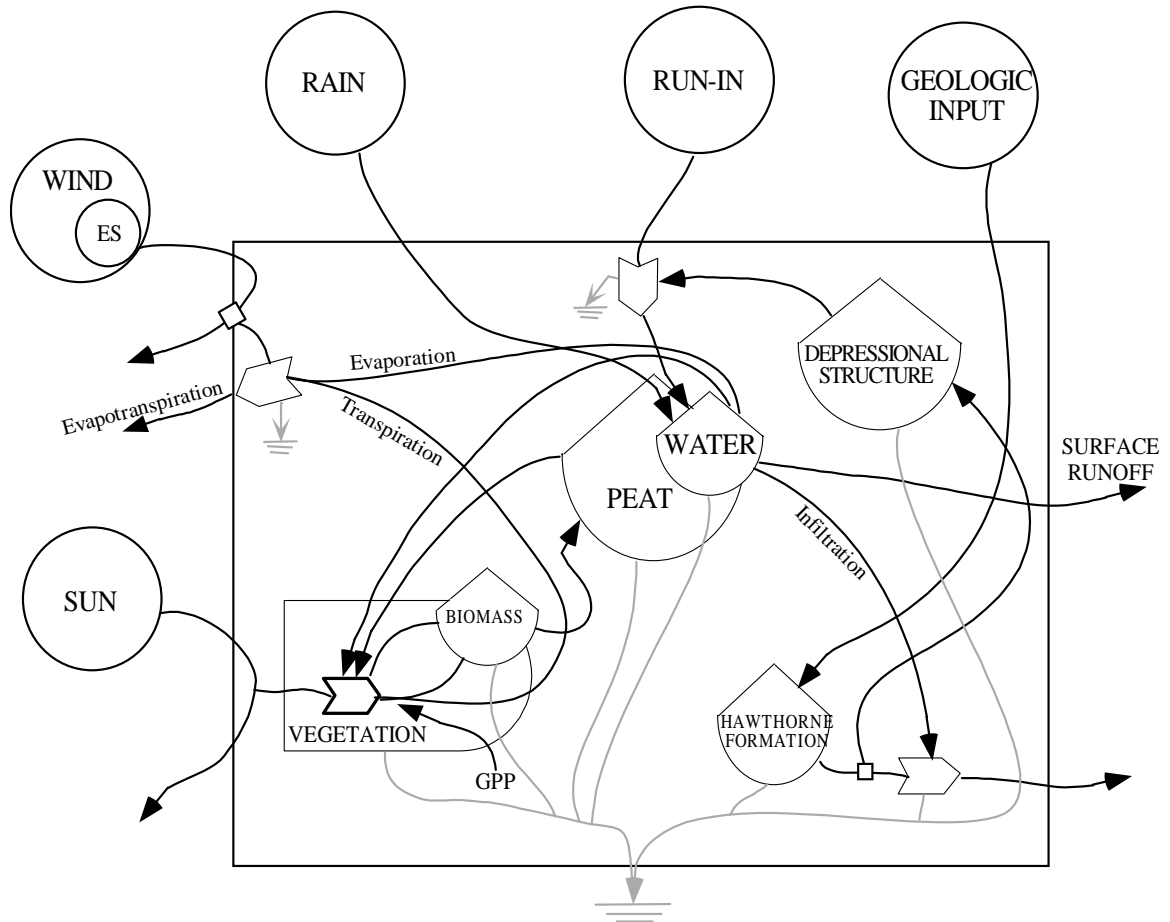 RAIN
RUN-IN
GEOLOGIC
INPUT
WIND
ES
Evaporation
Evapotranspiration
Transpiration
DEPRESSIONAL
STRUCTURE
WATER
PEAT
SURFACE
RUNOFF
Infiltration
SUN
BIOMASS
VEGETATION
GPP
HAWTHORNE
FORMATION